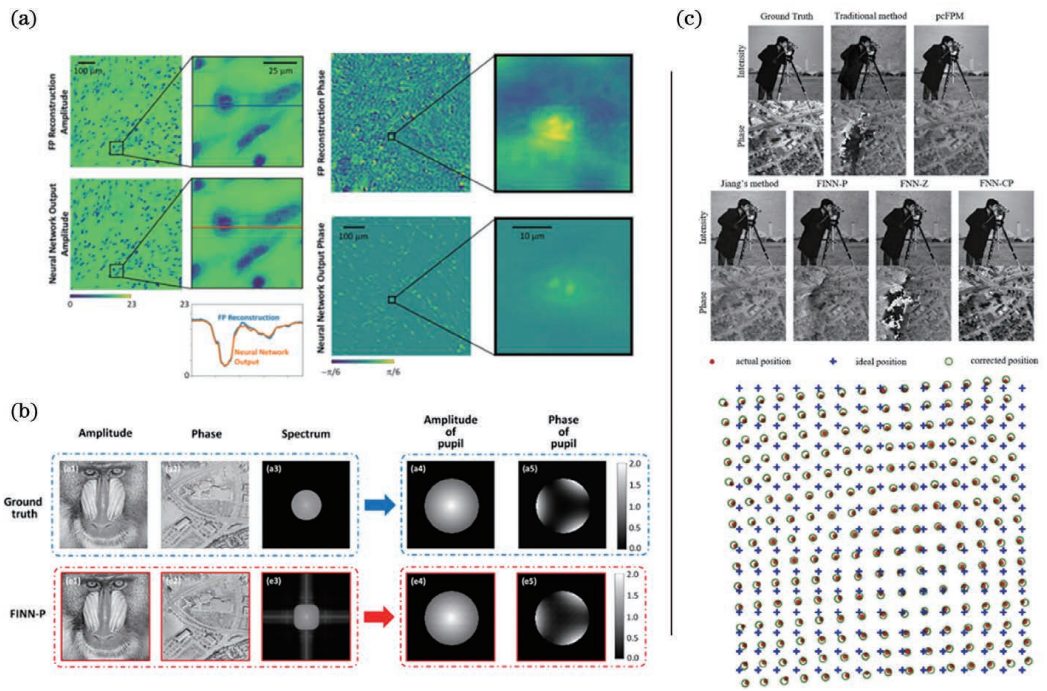 (a)
100 μm
25 μm
FP Reconstruction
Amplitude
Neural Network Output
Amplitude
0
23
23
FP Reconstruction
Neural Network
Output
0
FP Reconstruction Phase
Neural Network Output Phase
100 μm
10 μm
−π/6
π/6
(b)
Amplitude
Phase
Spectrum
Amplitude
of
pupil
Phase
of
pupil
Ground
truth
(a1)
(a2)
(a3)
(a4)
(a5)
2.0
1.5
1.0
0.5
0
FINN-P
(e1)
(e2)
(e3)
(e4)
(e5)
2.0
1.5
1.0
0.5
0
(c)
Ground Truth
Traditional method
pcFPM
Intensity
Phase
Jiang's method
FINN-P
FNN-Z
FNN-CP
Intensity
Phase
actual position
ideal position
corrected position